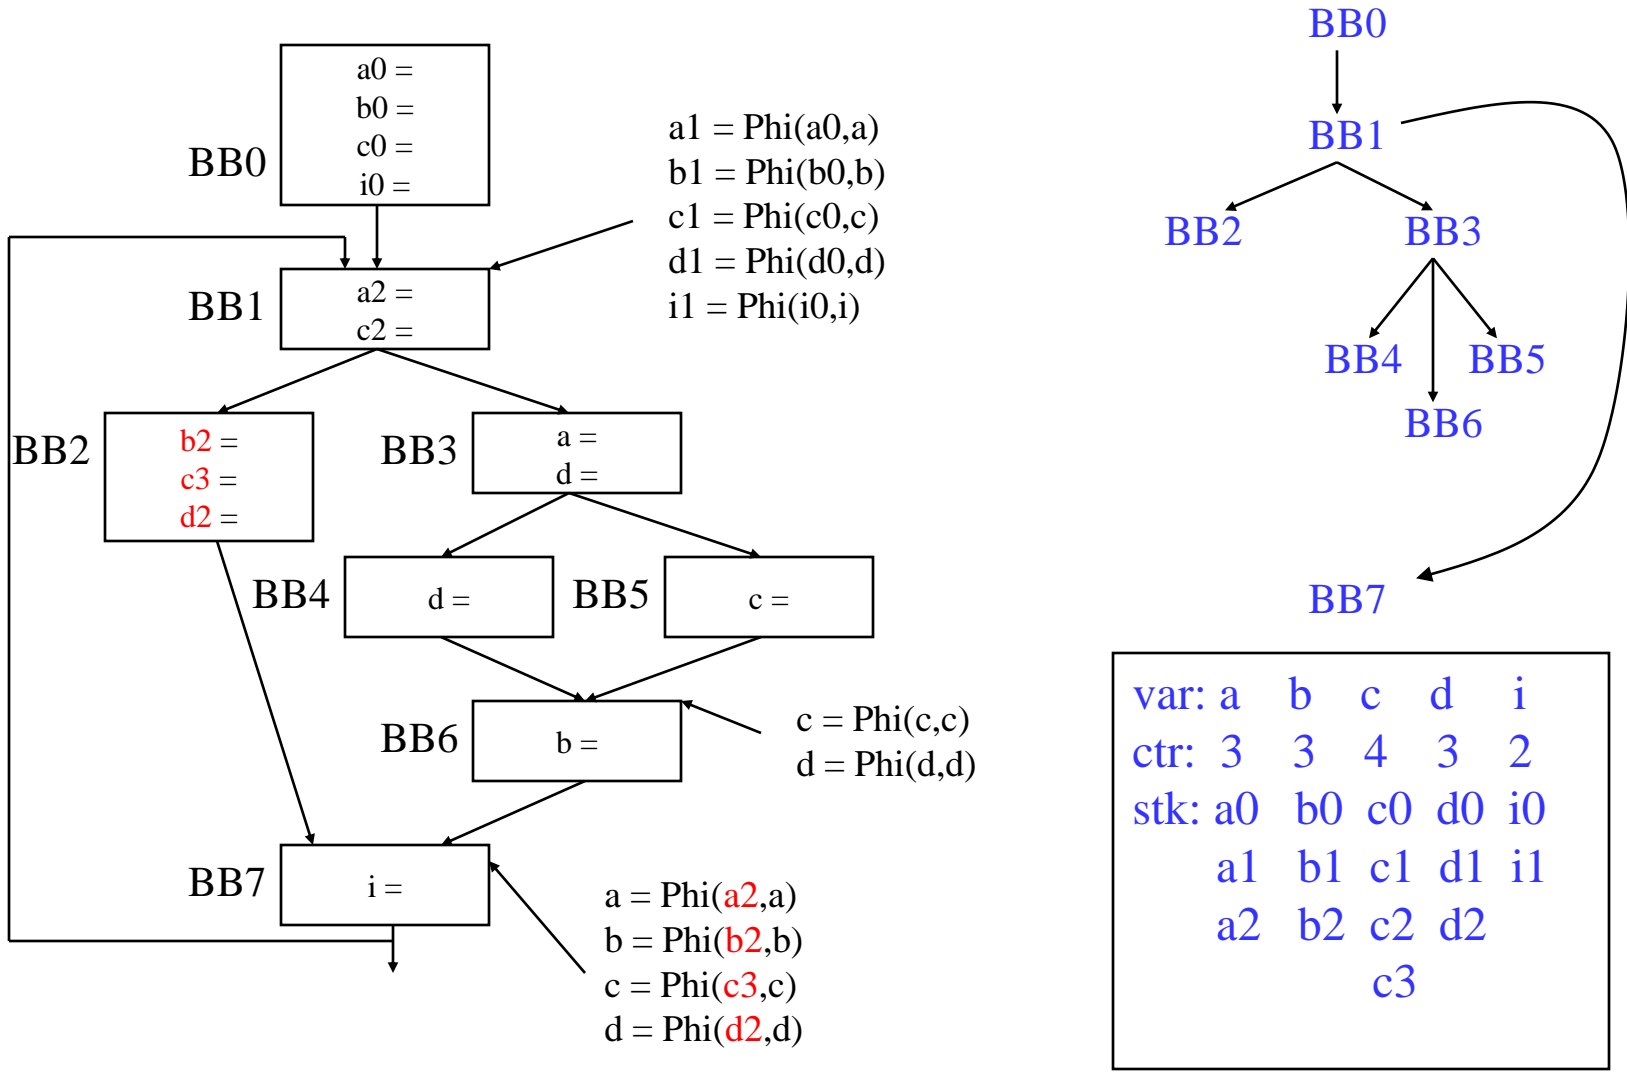 BB0
a0 =
b0 =
c0 =
i0 =
a1 = Phi(a0,a)
b1 = Phi(b0,b)
c1 = Phi(c0,c)
d1 = Phi(d0,d)
i1 = Phi(i0,i)
BB1
a2 =
c2 =
BB2
b2 =
c3 =
d2 =
BB3
a =
d =
BB4
d =
BB5
c =
BB6
b =
c = Phi(c,c)
d = Phi(d,d)
BB7
i =
a = Phi(a2,a)
b = Phi(b2,b)
c = Phi(c3,c)
d = Phi(d2,d)
BB0
BB1
BB2 BB3
BB4 BB5
BB6
BB7
var: a b c d i
ctr: 3 3 4 3 2
stk: a0 b0 c0 d0 i0
a1 b1 c1 d1 i1
a2 b2 c2 d2
c3